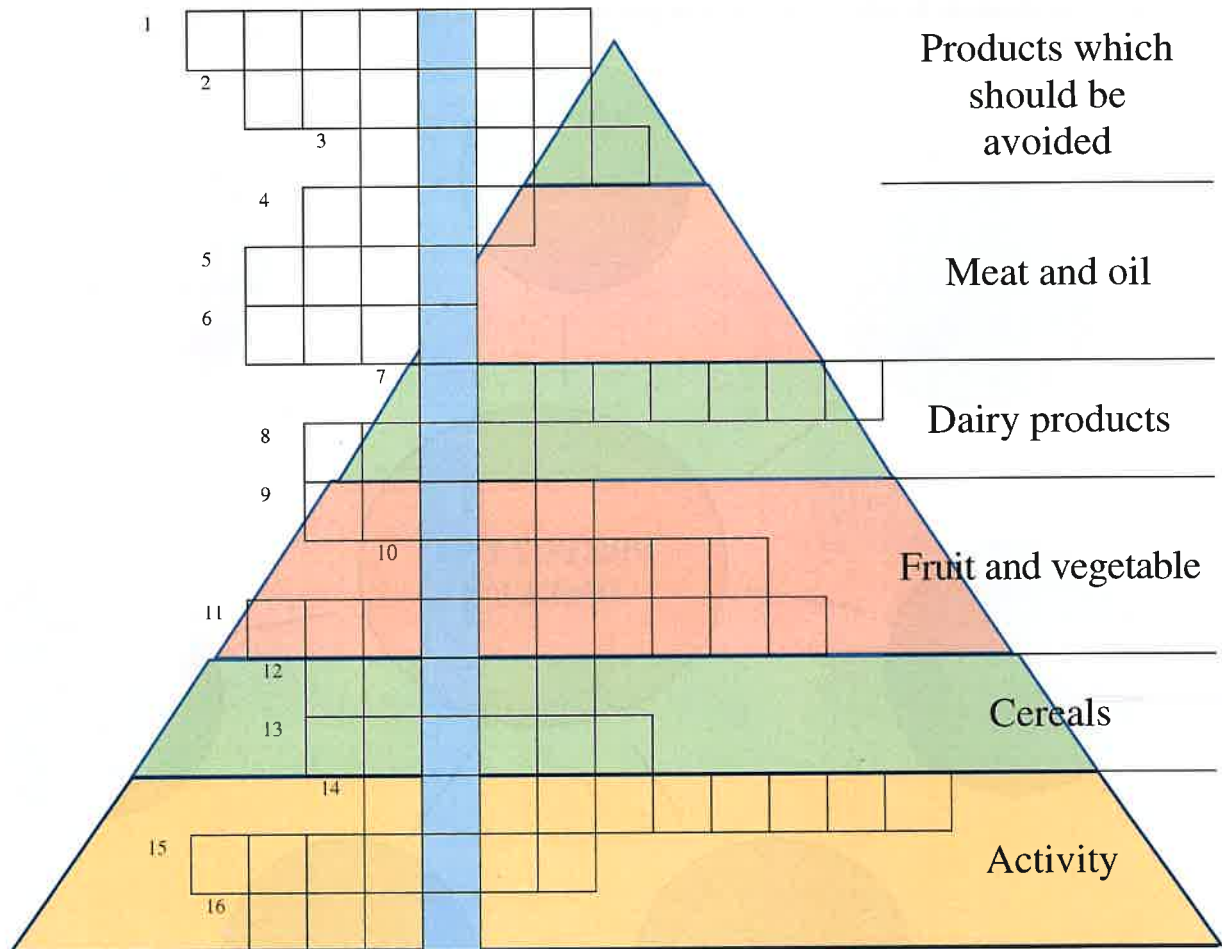 1
Products which
should be
avoided
2
3
4
5
Meat and oil
6
7
Dairy products
8
9
10
Fruit and vegetable
11
12
Cereals
13
14
15
Activity
16